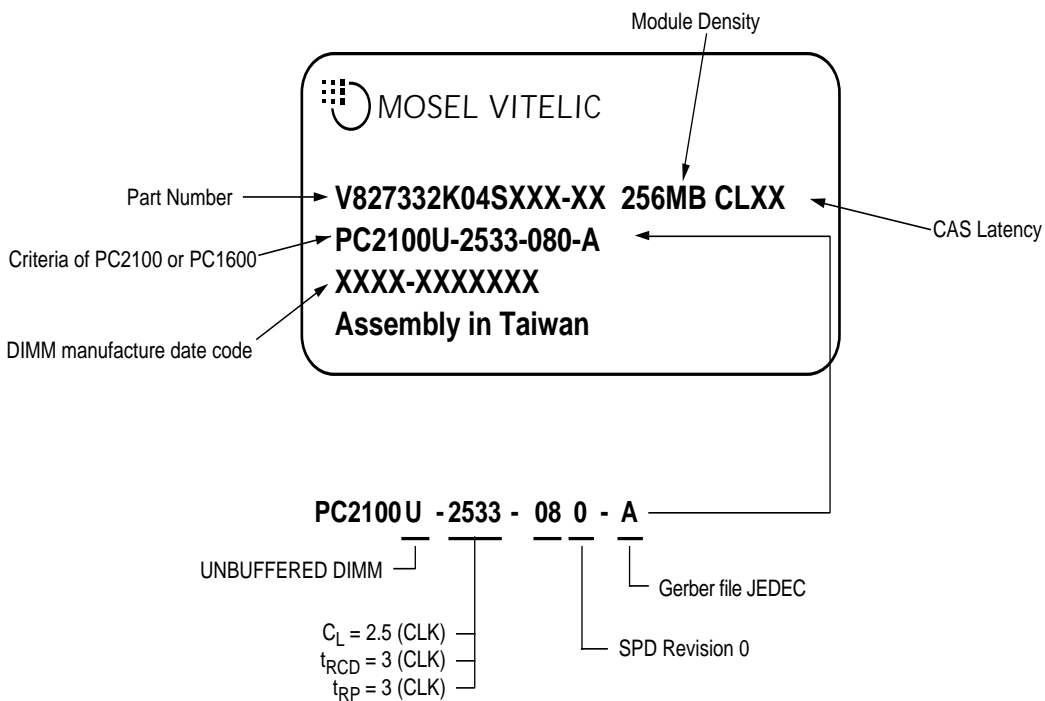 Module Density
MOSEL VITELIC
Part Number
V827332K04SXXX-XX 256MB CLXX
CAS Latency
Criteria of PC2100 or PC1600
PC2100U-2533-080-A
XXXX-XXXXXXX
DIMM manufacture date code
Assembly in Taiwan
PC2100 U - 2533 - 08 0 - A
UNBUFFERED DIMM
Gerber file JEDEC
CL = 2.5 (CLK)
tRCD = 3 (CLK)
tRP = 3 (CLK)
SPD Revision 0